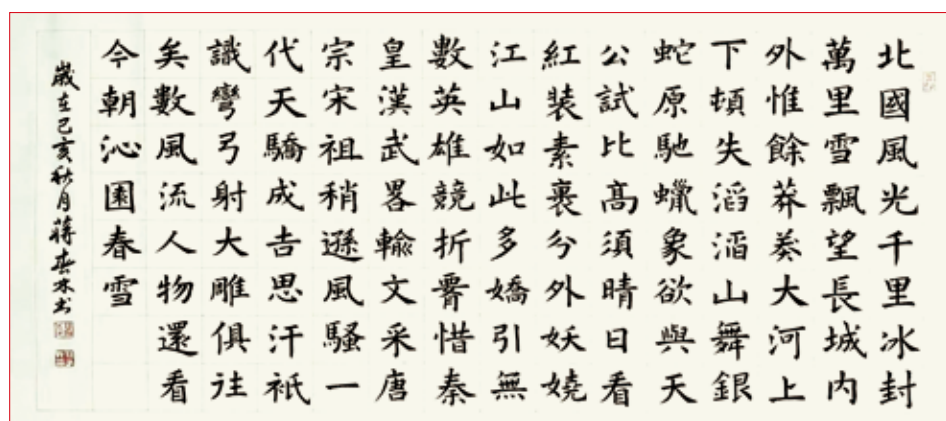 北國風光千里冰封
萬里雪飄望長城內
外惟餘莽莽大河上
下頓失滔滔山舞銀
蛇原馳蠟象欲與天
公試比高須晴日看
紅裝素裹分外妖嬈
江山如此多嬌引無
數英雄競折惜秦
皇漢武畧輸文采唐
宗宋祖稍遜風騷一
代天驕成吉思汗祇
識彎弓射大雕俱往
矣數風流人物還看
今朝沁園春雪
歲在己亥秋月蔣春木书